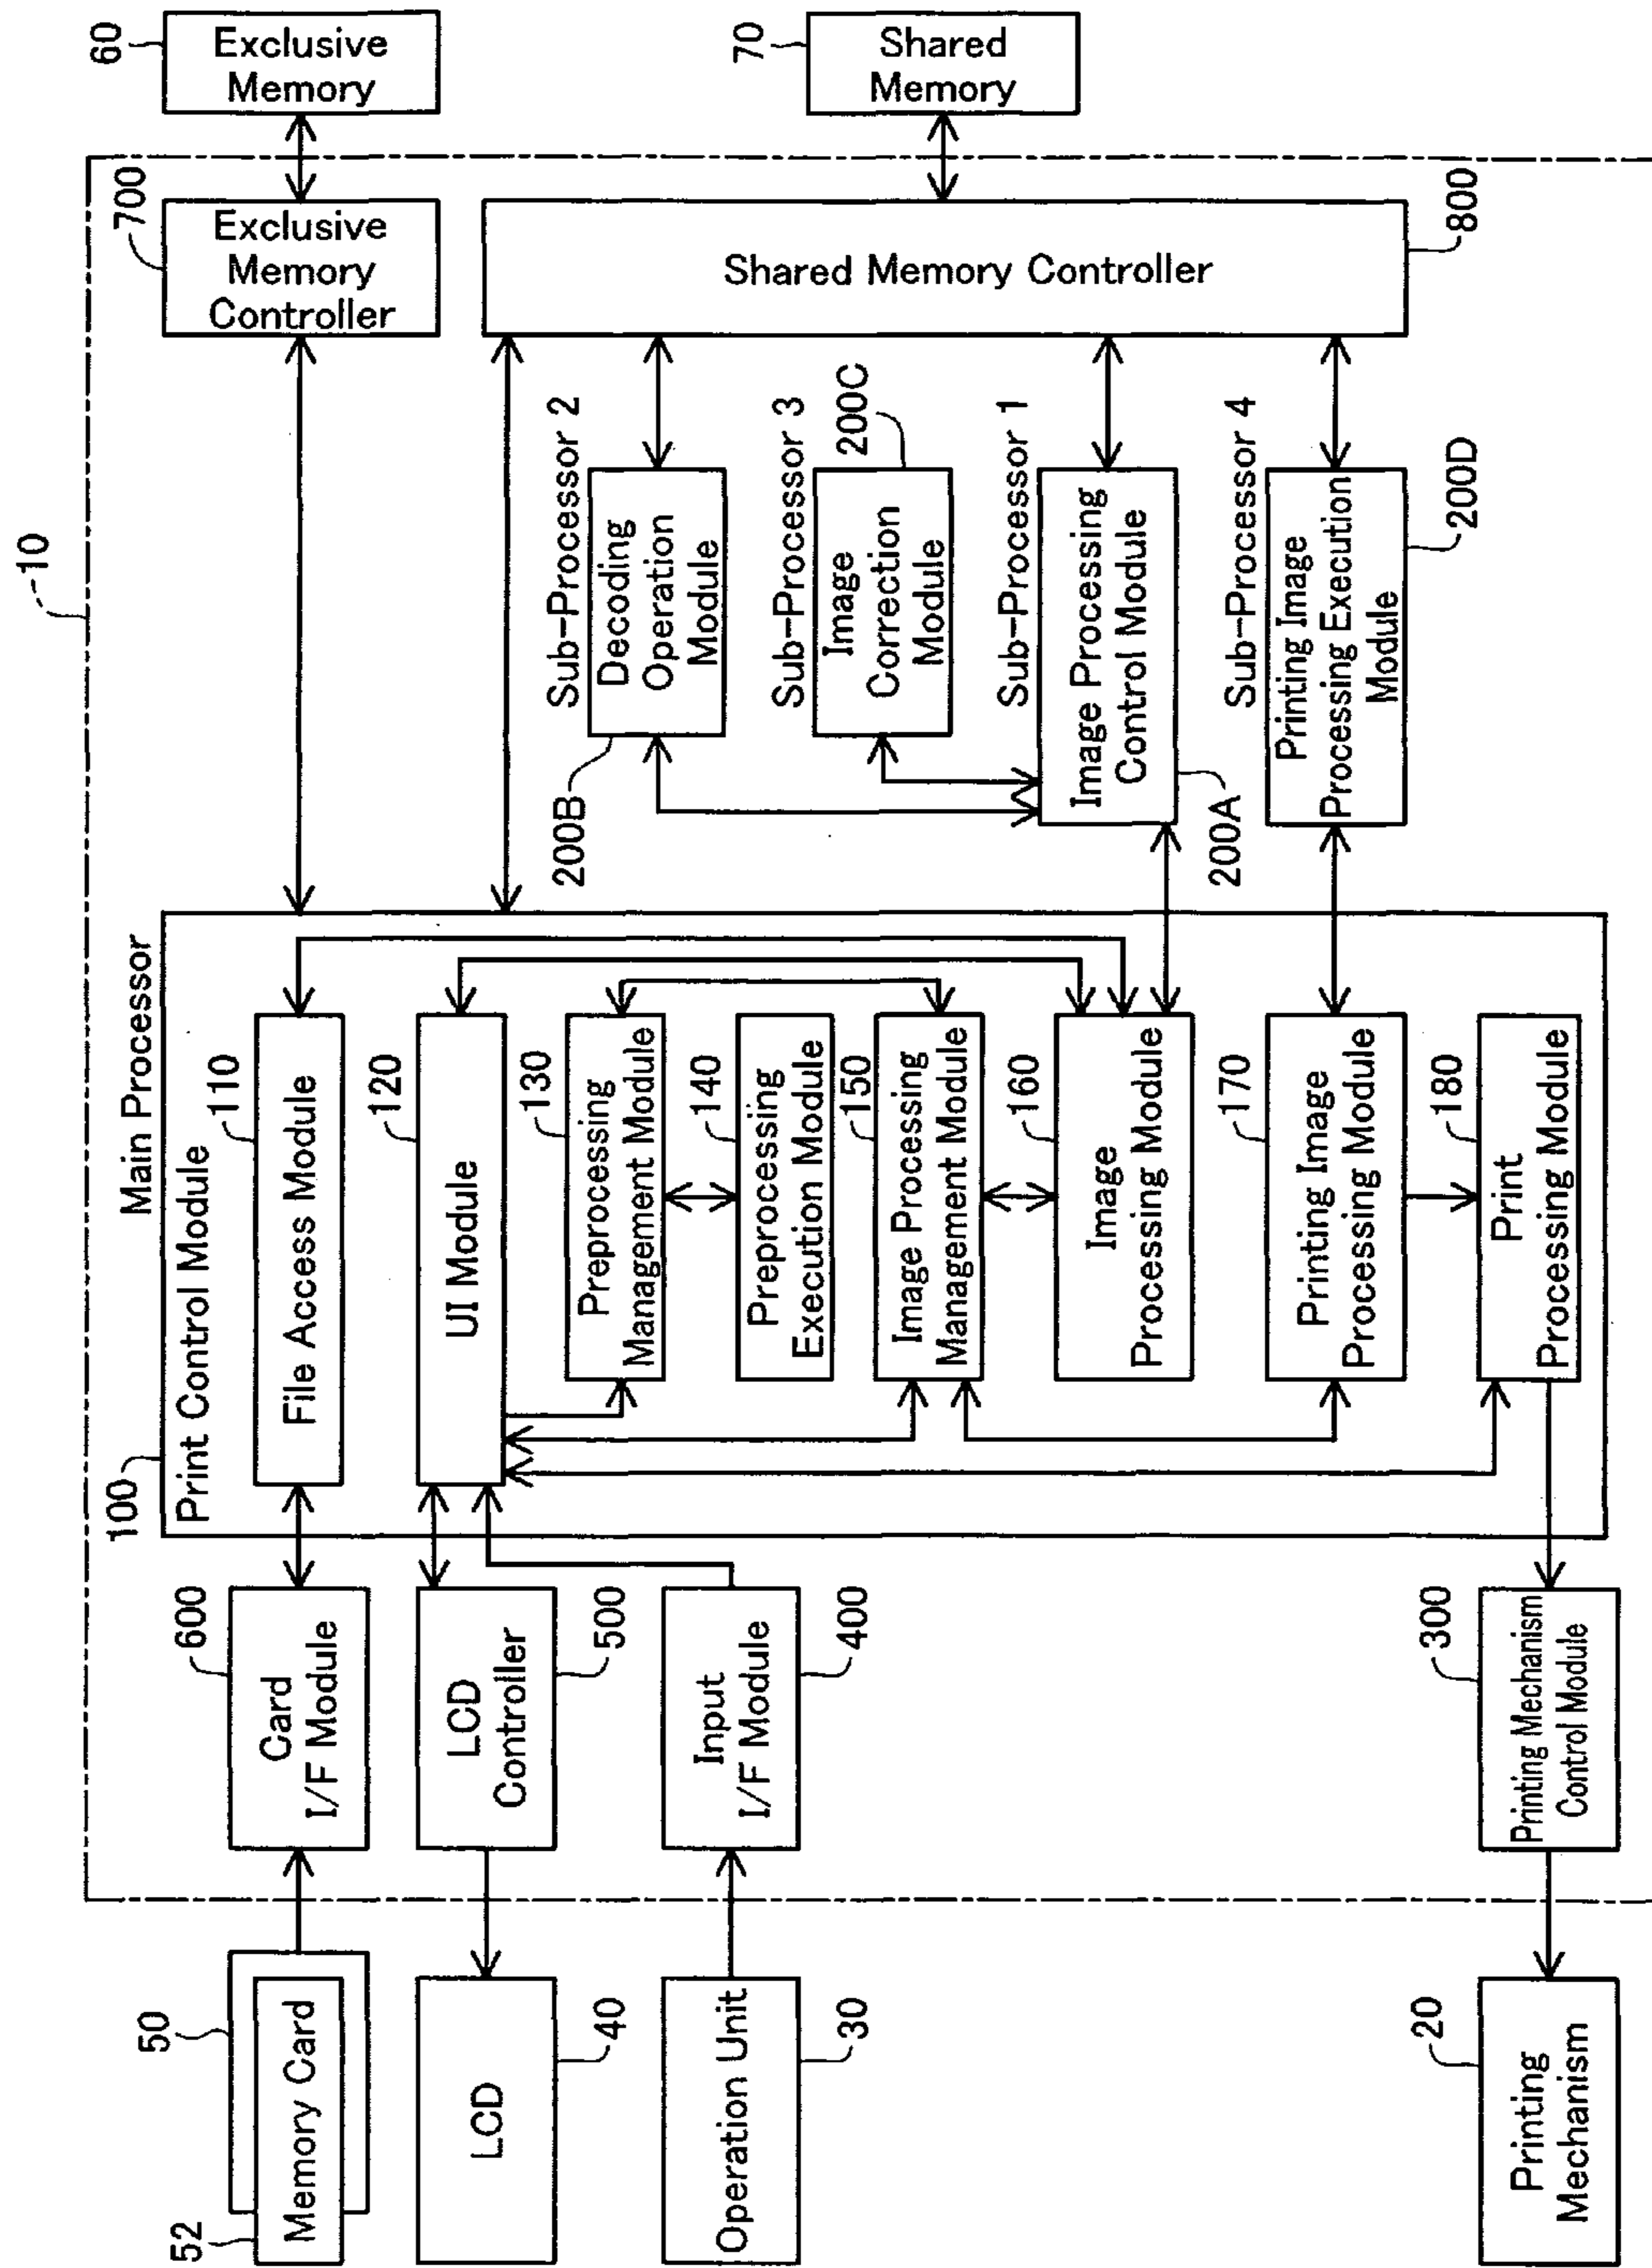 10
50
52
Memory Card
600
Card
I/F Module
LCD
40
LCD
Controller
500
Operation Unit
30
Input
I/F Module
400
Printing
Mechanism
20
Printing Mechanism
Control Module
300
Main Processor
100
Print Control Module
File Access Module
110
UI Module
120
Preprocessing
Management Module
130
Preprocessing
Execution Module
140
Image Processing
Management Module
150
Image
Processing Module
160
Printing Image
Processing Module
170
Print
Processing Module
180
Sub-Processor 2
Decoding
Operation
Module
200B
Sub-Processor 3
Image
Correction
Module
200C
Sub-Processor 1
Image Processing
Control Module
200A
Sub-Processor 4
Printing Image
Processing Execution
Module
200D
700
Exclusive
Memory
Controller
Shared Memory Controller
800
60
Exclusive
Memory
70
Shared
Memory